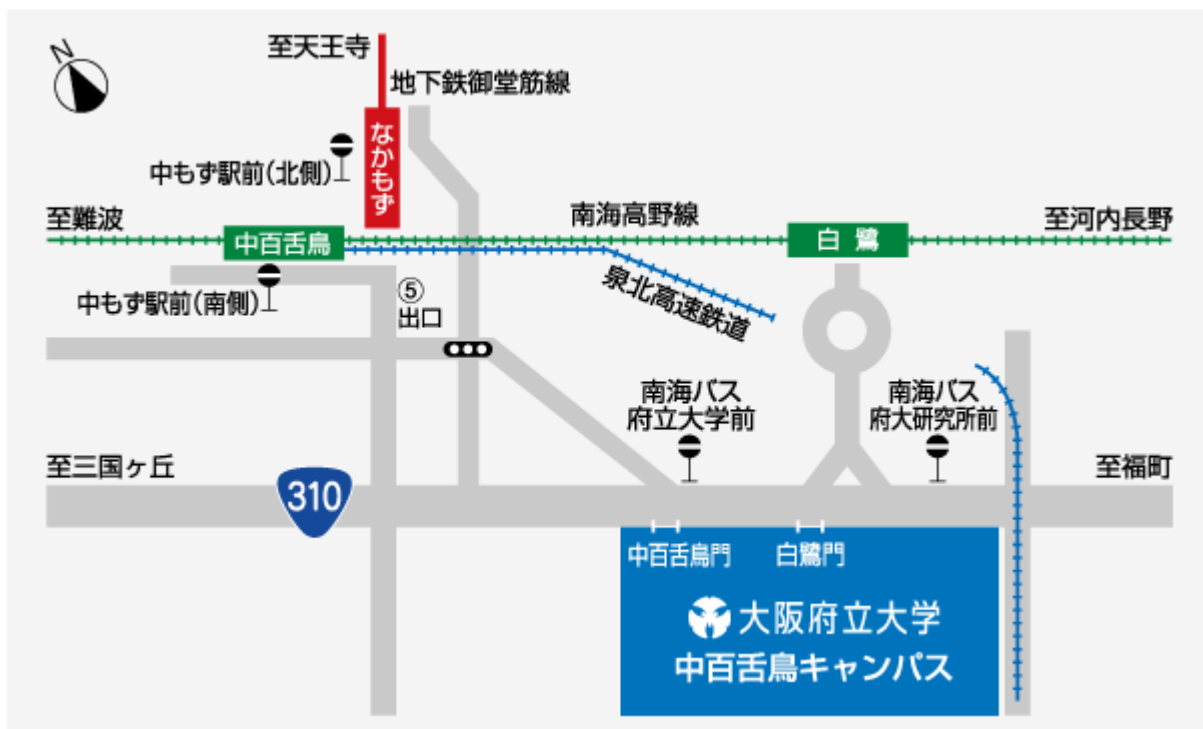 N
至天王寺
地下鉄御堂筋線
なかもず
中もず駅前(北側)
至難波
中百舌鳥
南海高野線
白鷺
至河内長野
中もず駅前(南側)
⑤
出口
泉北高速鉄道
南海バス
府立大学前
南海バス
府大研究所前
至三国ヶ丘
310
至福町
中百舌鳥門
白鷺門
大阪府立大学
中百舌鳥キャンパス